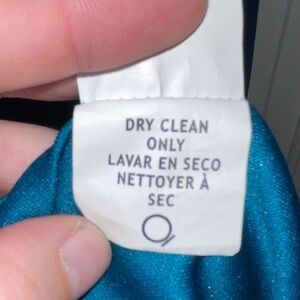 DRY CLEAN
ONLY
LAVAR EN SECO
NETTOYER À
SEC